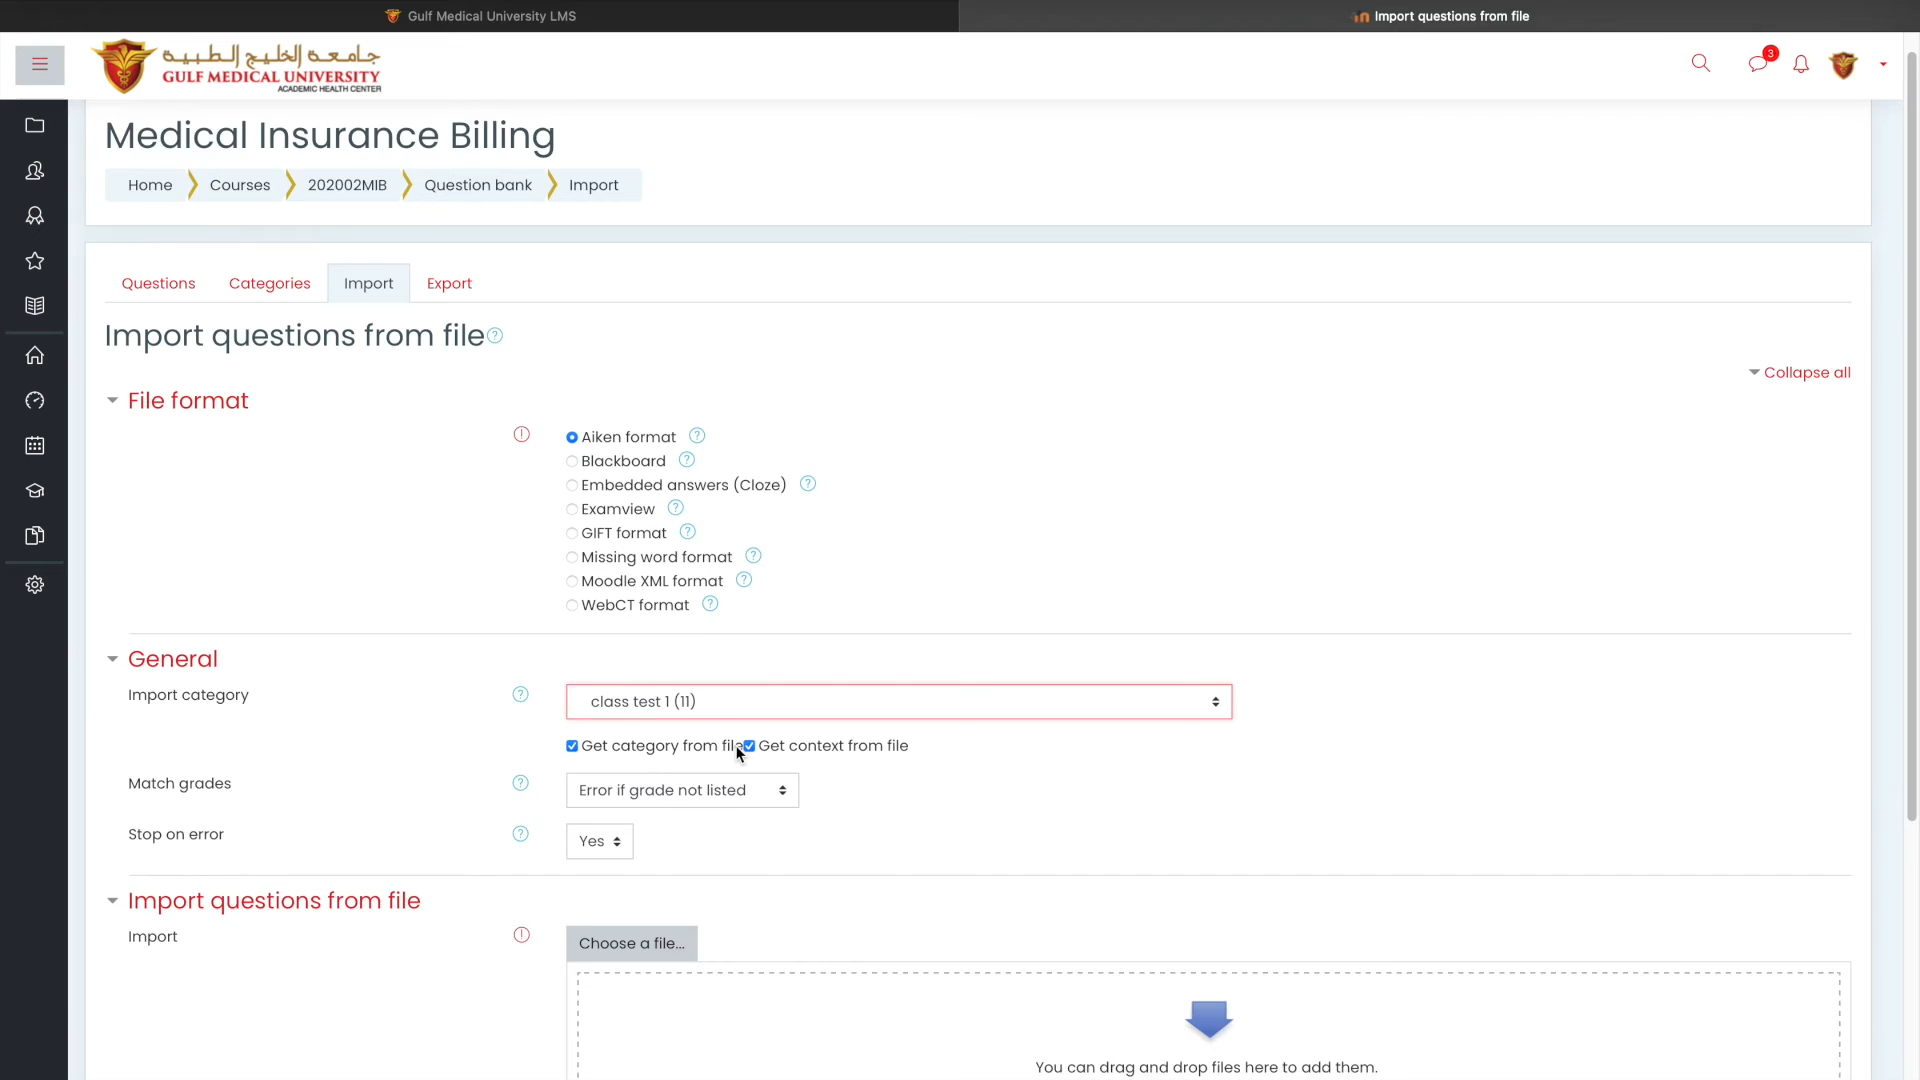 Gulf Medical University LMS
Import questions from file
جامعة الخليج الطبية
GULF MEDICAL UNIVERSITY
ACADEMIC HEALTH CENTER
3
Medical Insurance Billing
Home Courses 202002MIB Question bank Import
Questions Categories Import Export
Import questions from file
Collapse all
File format
Aiken format
Blackboard
Embedded answers (Cloze)
Examview
GIFT format
Missing word format
Moodle XML format
WebCT format
General
Import category
class test 1 (11)
Get category from file Get context from file
Match grades
Error if grade not listed
Stop on error
Yes
Import questions from file
Import
Choose a file...
You can drag and drop files here to add them.